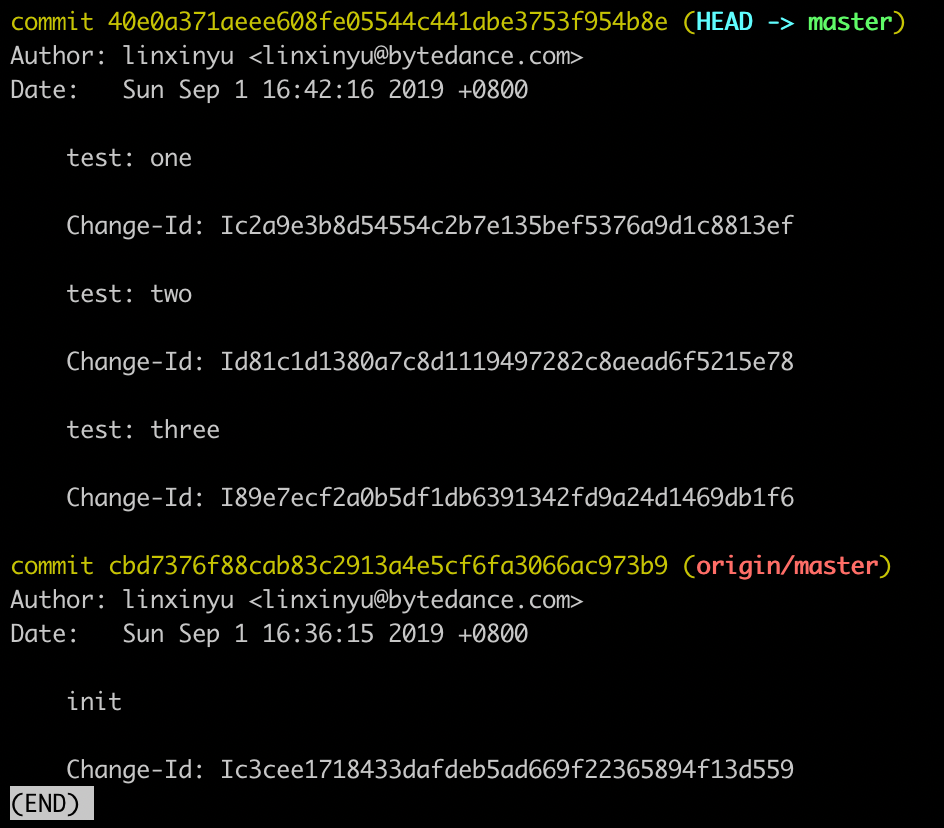 commit 40e0a371aeee608fe05544c441abe3753f954b8e (HEAD -> master)
Author: linxinyu <linxinyu@bytedance.com>
Date:   Sun Sep 1 16:42:16 2019 +0800
test: one
Change-Id: Ic2a9e3b8d54554c2b7e135bef5376a9d1c8813ef
test: two
Change-Id: Id81c1d1380a7c8d1119497282c8aead6f5215e78
test: three
Change-Id: I89e7ecf2a0b5df1db6391342fd9a24d1469db1f6
commit cbd7376f88cab83c2913a4e5cf6fa3066ac973b9 (origin/master)
Author: linxinyu <linxinyu@bytedance.com>
Date:   Sun Sep 1 16:36:15 2019 +0800
init
Change-Id: Ic3cee1718433dafdeb5ad669f22365894f13d559
(END)